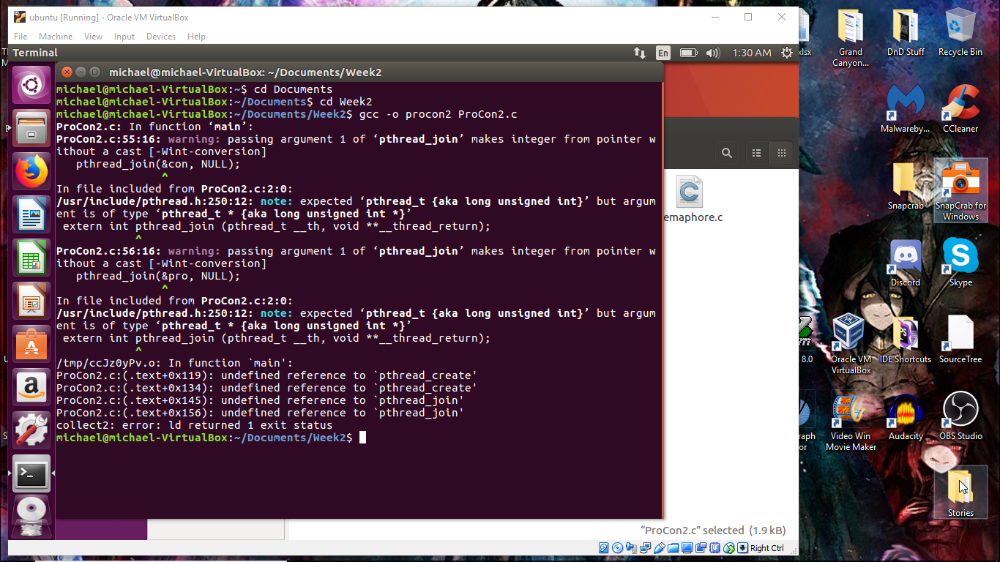 ubuntu [Running] - Oracle VM VirtualBox
File Machine View Input Devices Help
Terminal
En
1:30 AM
michael@michael-VirtualBox: ~/Documents/Week2
michael@michael-VirtualBox:~$ cd Documents
michael@michael-VirtualBox:~/Documents$ cd Week2
michael@michael-VirtualBox:~/Documents/Week2$ gcc -o procon2 ProCon2.c
ProCon2.c: In function ‘main’:
ProCon2.c:55:16: warning: passing argument 1 of ‘pthread_join’ makes integer from pointer w
ithout a cast [-Wint-conversion]
pthread_join(&con, NULL);
^
In file included from ProCon2.c:2:0:
/usr/include/pthread.h:250:12: note: expected ‘pthread_t {aka long unsigned int}’ but argum
ent is of type ‘pthread_t * {aka long unsigned int *}’
extern int pthread_join (pthread_t __th, void **__thread_return);
^
ProCon2.c:56:16: warning: passing argument 1 of ‘pthread_join’ makes integer from pointer w
ithout a cast [-Wint-conversion]
pthread_join(&pro, NULL);
^
In file included from ProCon2.c:2:0:
/usr/include/pthread.h:250:12: note: expected ‘pthread_t {aka long unsigned int}’ but argum
ent is of type ‘pthread_t * {aka long unsigned int *}’
extern int pthread_join (pthread_t __th, void **__thread_return);
^
/tmp/ccJz0yPv.o: In function `main':
ProCon2.c:(.text+0x119): undefined reference to `pthread_create'
ProCon2.c:(.text+0x134): undefined reference to `pthread_create'
ProCon2.c:(.text+0x145): undefined reference to `pthread_join'
ProCon2.c:(.text+0x156): undefined reference to `pthread_join'
collect2: error: ld returned 1 exit status
michael@michael-VirtualBox:~/Documents/Week2$
emaphore.c
“ProCon2.c” selected (1.9 kB)
Right Ctrl
xlsx
Grand
Canyon...
DnD Stuff
Recycle Bin
Malwareby...
CCleaner
Snapcrab
SnapCrab for
Windows
Discord
Skype
8.0
Oracle VM
VirtualBox
IDE Shortcuts
SourceTree
raph
or
Video Win
Movie Maker
Audacity
OBS Studio
Stories